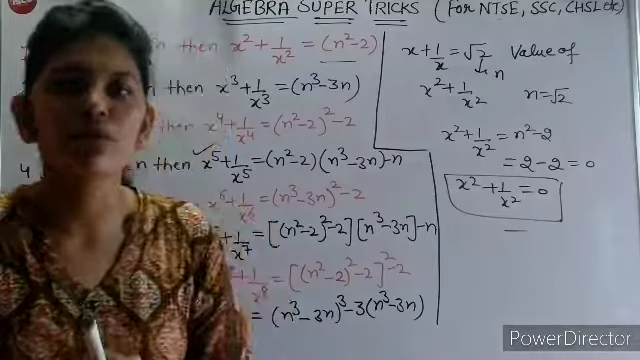 ALGEBRA SUPER TRICKS (For NTSE, SSC, CHSL etc)
then x² + 1/x² = (n²-2)
then x³ + 1/x³ = (n³-3n)
then x⁴ + 1/x⁴ = (n²-2)² - 2
then x⁵ + 1/x⁵ = (n²-2)(n³-3n) - n
x⁶ + 1/x⁶ = (n³-3n)² - 2
+ 1/x⁷ = [(n²-2)²-2][n³-3n] - n
+ 1/x⁸ = [(n²-2)²-2]² - 2
= (n³-3n)³ - 3(n³-3n)
x + 1/x = √2 Value of
n
x² + 1/x² n = √2
x² + 1/x² = n² - 2
= 2 - 2 = 0
x² + 1/x² = 0
PowerDirector